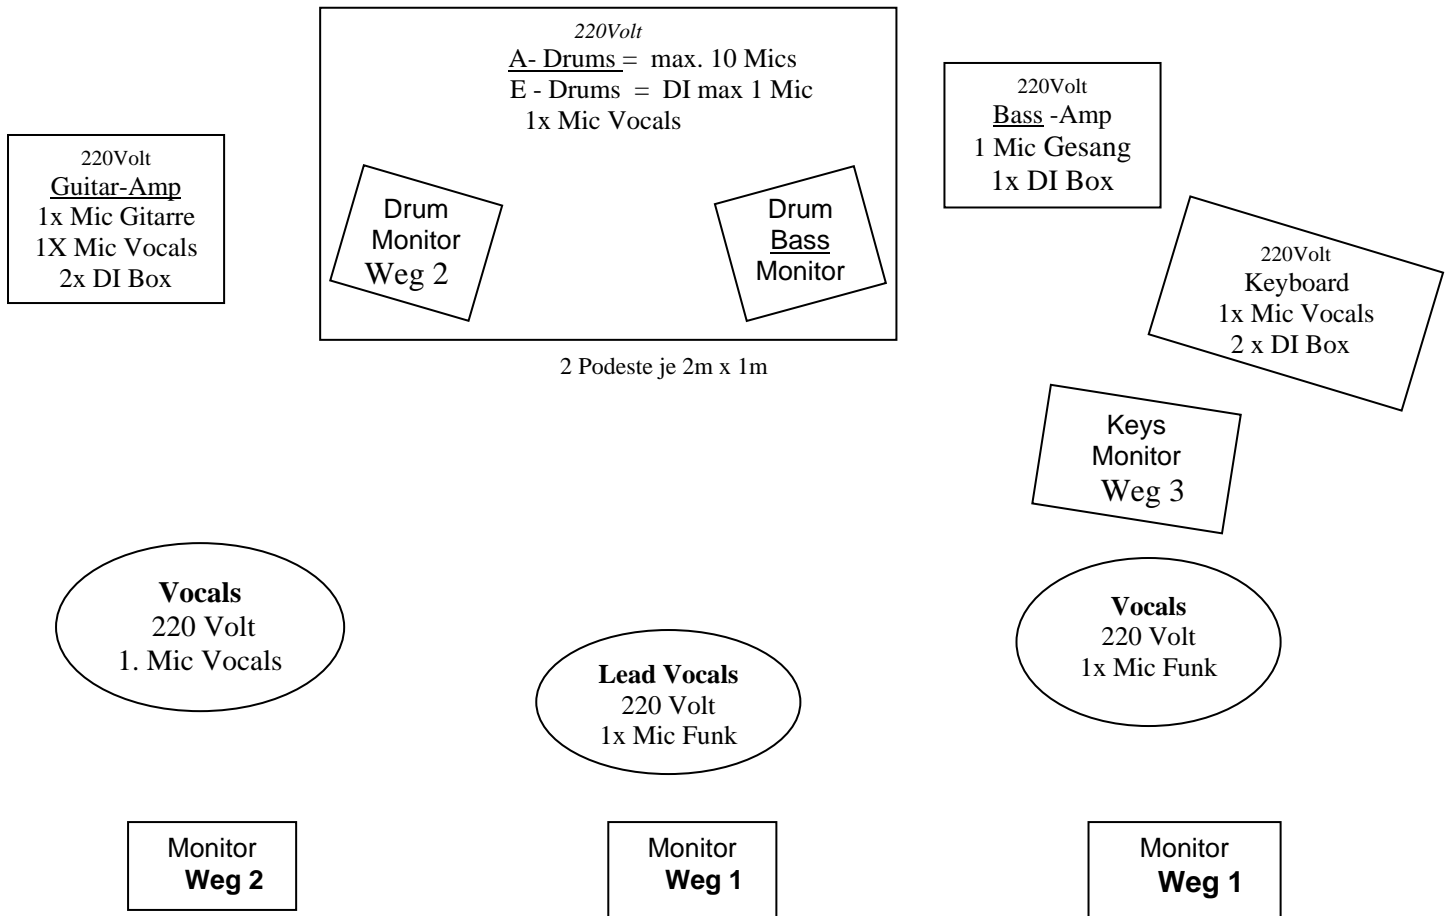 220Volt
A- Drums = max. 10 Mics
E - Drums = DI max 1 Mic
1x Mic Vocals
220Volt
Bass -Amp
1 Mic Gesang
1x DI Box
220Volt
Guitar-Amp
1x Mic Gitarre
1X Mic Vocals
2x DI Box
Drum
Monitor
Weg 2
Drum
Bass
Monitor
220Volt
Keyboard
1x Mic Vocals
2 x DI Box
2 Podeste je 2m x 1m
Keys
Monitor
Weg 3
Vocals
220 Volt
1. Mic Vocals
Lead Vocals
220 Volt
1x Mic Funk
Vocals
220 Volt
1x Mic Funk
Monitor
Weg 2
Monitor
Weg 1
Monitor
Weg 1